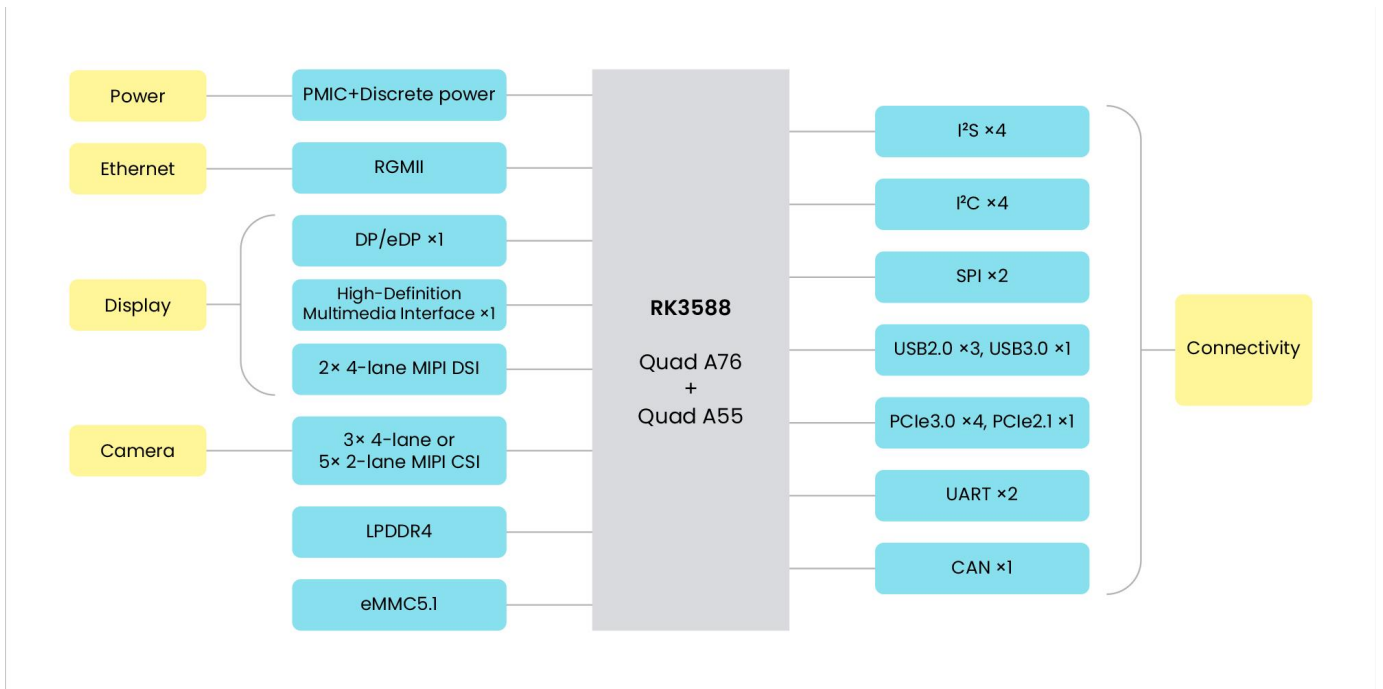 Power
PMIC+Discrete power
Ethernet
RGMII
Display
DP/eDP ×1
High-Definition
Multimedia Interface ×1
2× 4-lane MIPI DSI
Camera
3× 4-lane or
5× 2-lane MIPI CSI
LPDDR4
eMMC5.1
RK3588
Quad A76
+
Quad A55
I²S ×4
I²C ×4
SPI ×2
USB2.0 ×3, USB3.0 ×1
PCIe3.0 ×4, PCIe2.1 ×1
UART ×2
CAN ×1
Connectivity